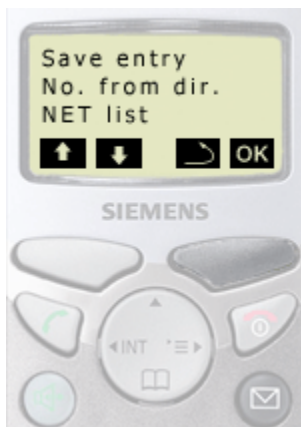 Save entry
No. from dir.
NET list
OK
SIEMENS
INT